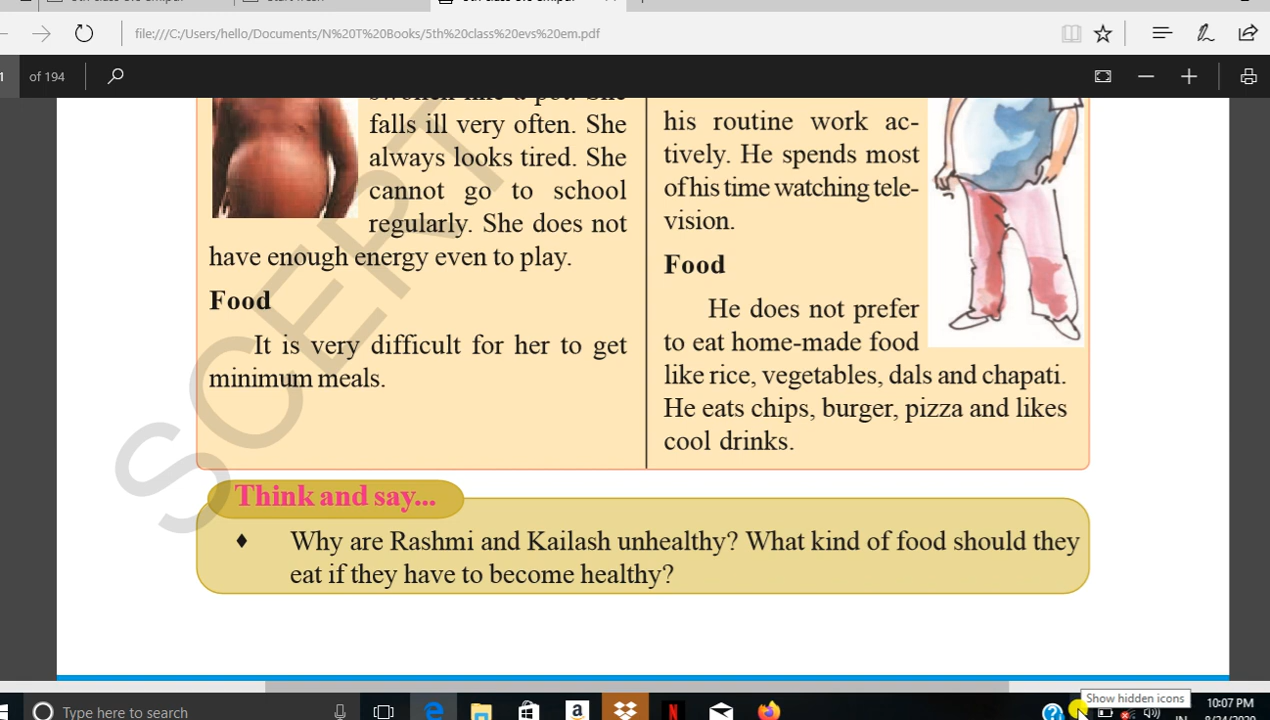 file:///C:/Users/hello/Documents/N%20T%20Books/5th%20class%20evs%20em.pdf
of 194
falls ill very often. She
always looks tired. She
cannot go to school
regularly. She does not
have enough energy even to play.
Food
It is very difficult for her to get
minimum meals.
his routine work ac-
tively. He spends most
of his time watching tele-
vision.
Food
He does not prefer
to eat home-made food
like rice, vegetables, dals and chapati.
He eats chips, burger, pizza and likes
cool drinks.
SCERT
Think and say...
♦ Why are Rashmi and Kailash unhealthy? What kind of food should they
eat if they have to become healthy?
Show hidden icons
Type here to search
10:07 PM